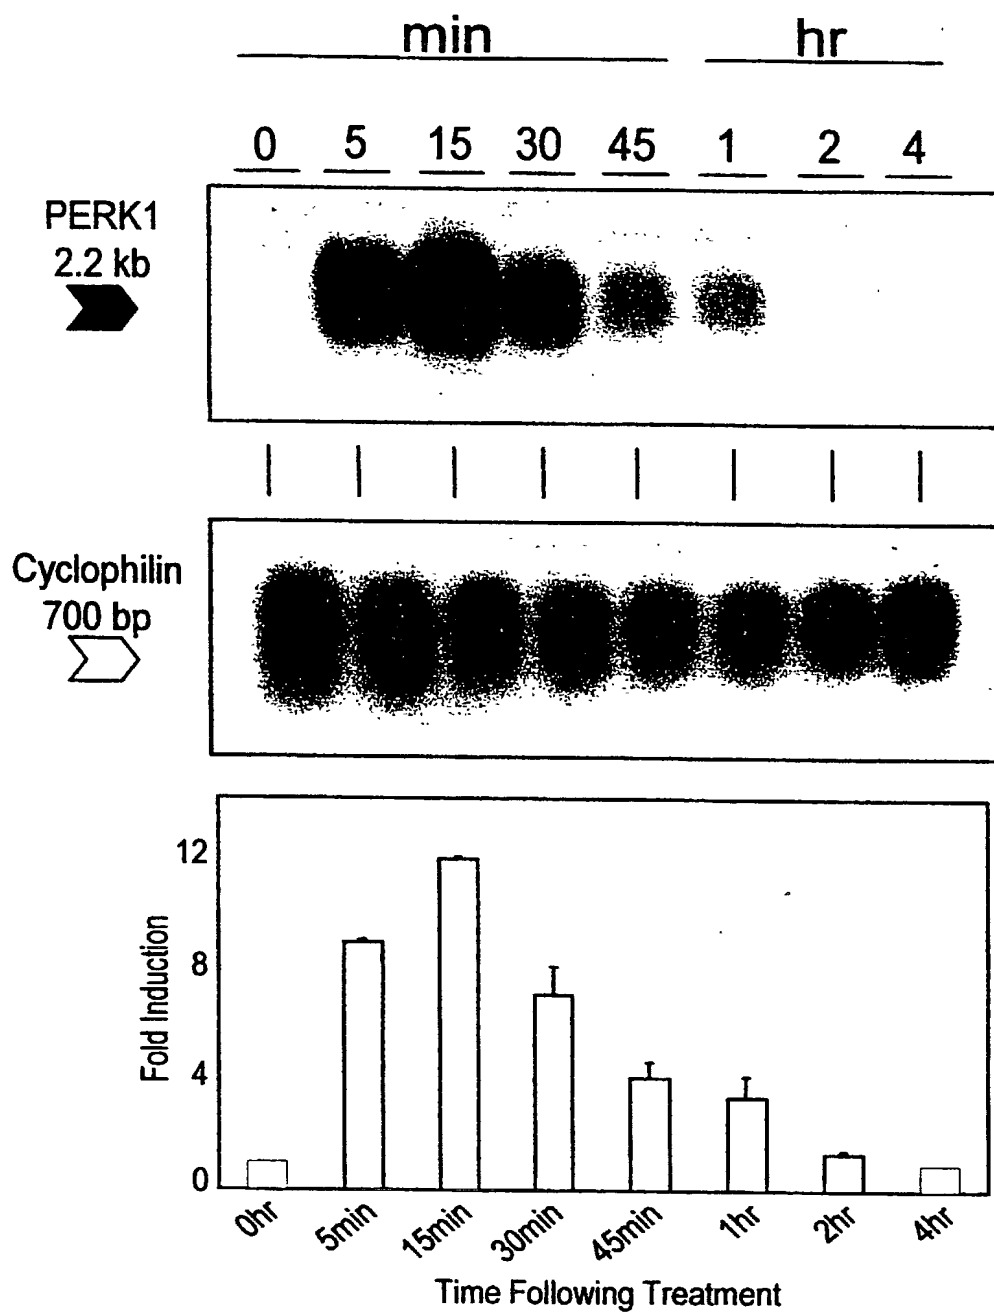 min hr
0 5 15 30 45 1 2 4
PERK1
2.2 kb
Cyclophilin
700 bp
12
8
4
0
Fold Induction
0hr 5min 15min 30min 45min 1hr 2hr 4hr
Time Following Treatment